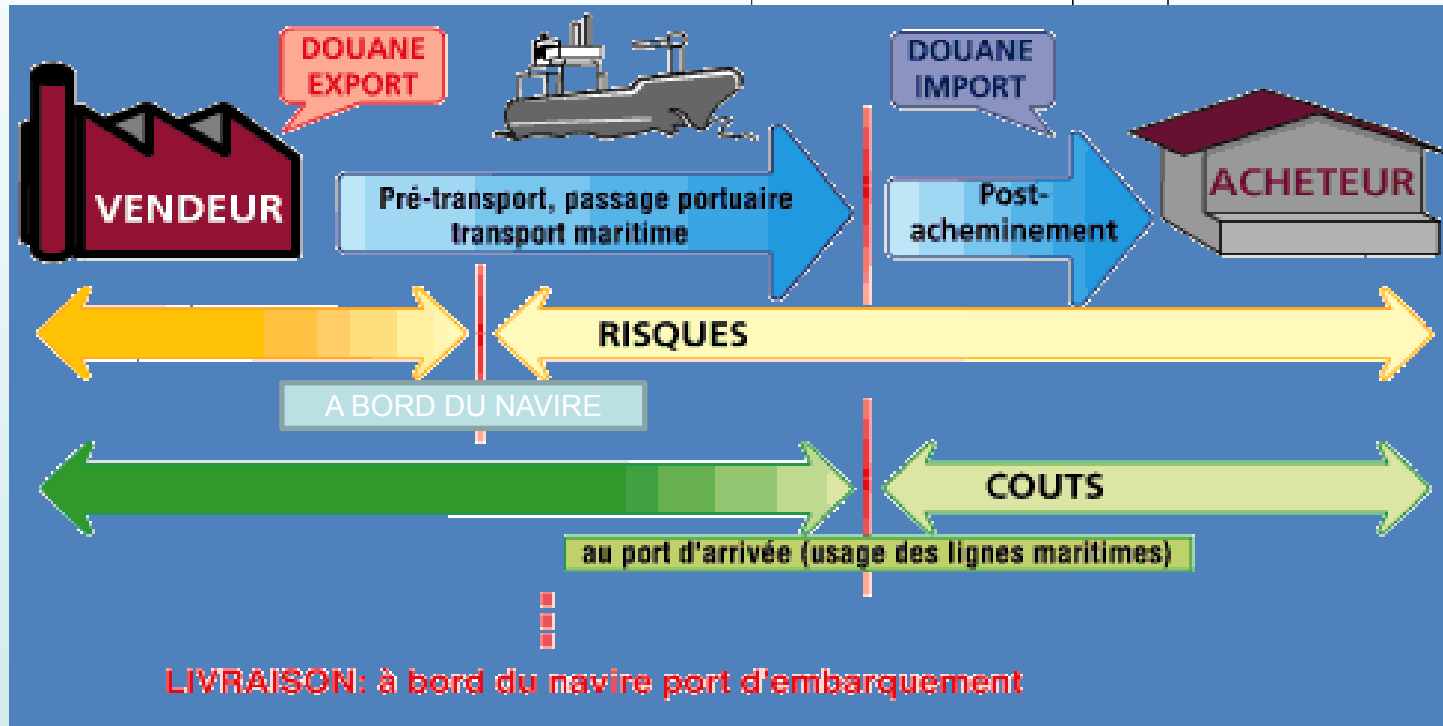 DOUANE
EXPORT
DOUANE
IMPORT
VENDEUR
Pré-transport, passage portuaire
transport maritime
Post-
acheminement
ACHETEUR
RISQUES
A BORD DU NAVIRE
COUTS
au port d'arrivée (usage des lignes maritimes)
LIVRAISON: à bord du navire port d'embarquement